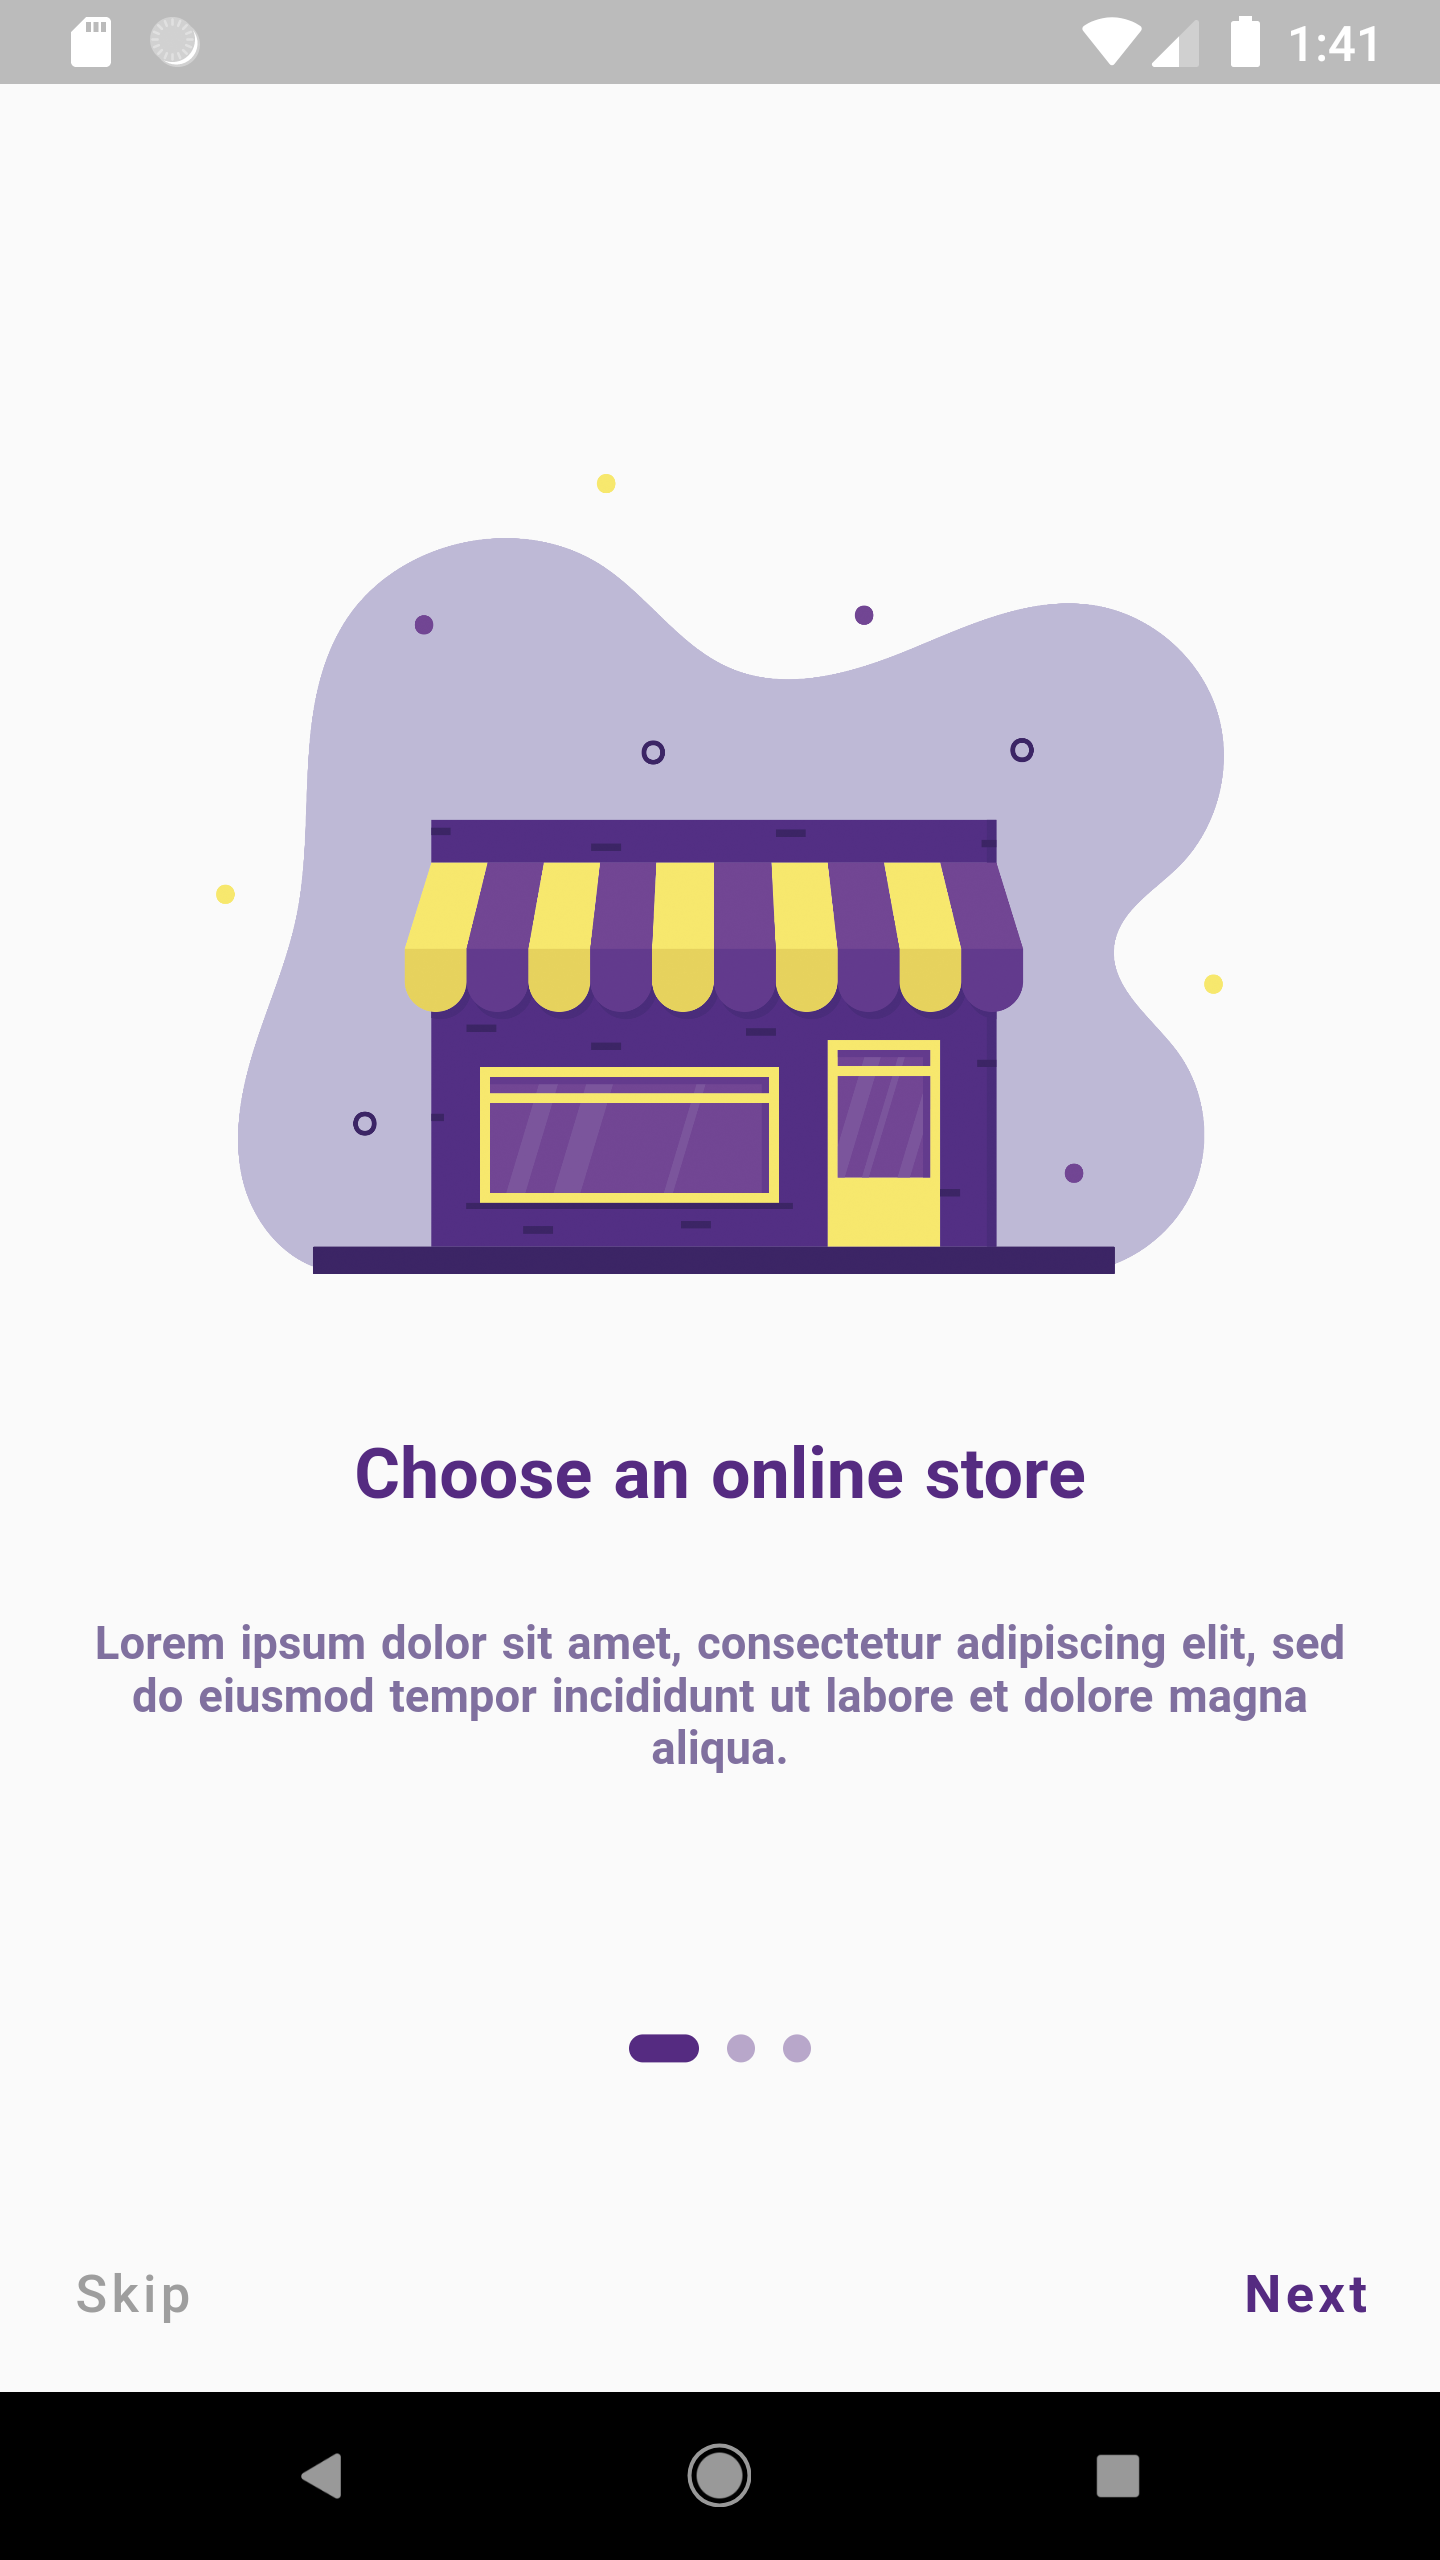 1:41
Choose an online store
Lorem ipsum dolor sit amet, consectetur adipiscing elit, sed
do eiusmod tempor incididunt ut labore et dolore magna
aliqua.
Skip
Next